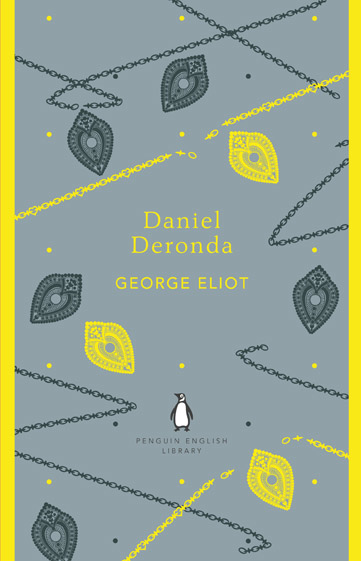 Daniel
Deronda
GEORGE ELIOT
PENGUIN ENGLISH
LIBRARY